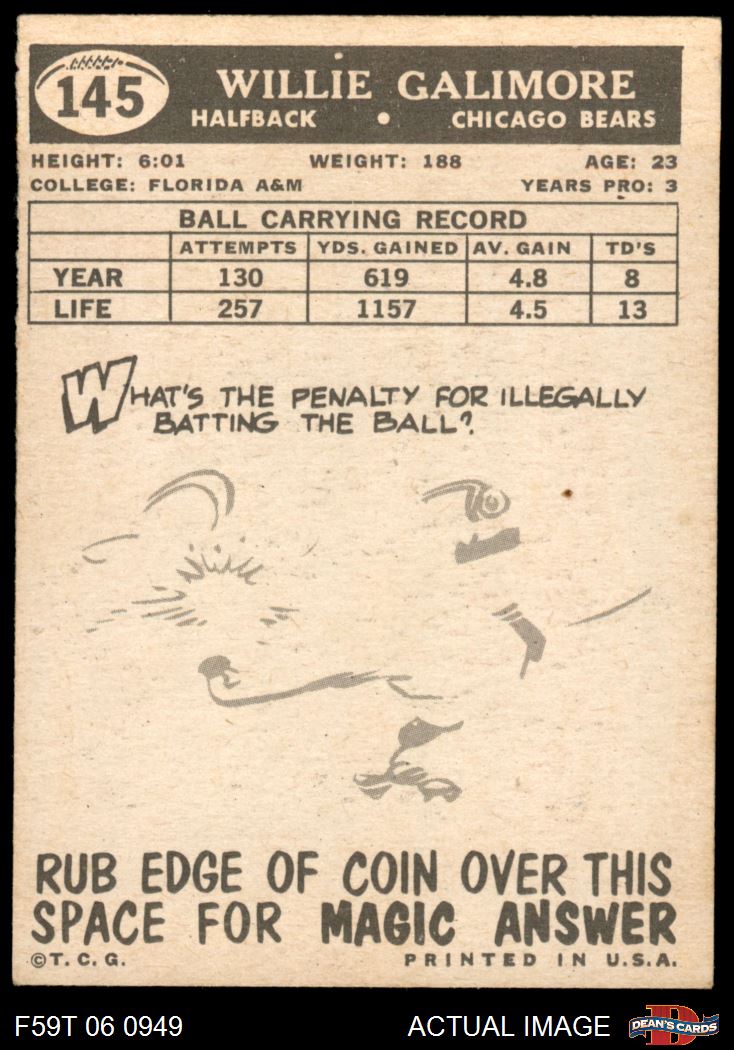 145
WILLIE GALIMORE
HALFBACK • CHICAGO BEARS
HEIGHT: 6:01 WEIGHT: 188 AGE: 23
COLLEGE: FLORIDA A&M YEARS PRO: 3
BALL CARRYING RECORD
ATTEMPTS YDS. GAINED AV. GAIN TD'S
YEAR 130 619 4.8 8
LIFE 257 1157 4.5 13
WHAT'S THE PENALTY FOR ILLEGALLY
BATTING THE BALL?
RUB EDGE OF COIN OVER THIS
SPACE FOR MAGIC ANSWER
©T. C. G. PRINTED IN U.S.A.
F59T 06 0949 ACTUAL IMAGE DEAN'S CARDS